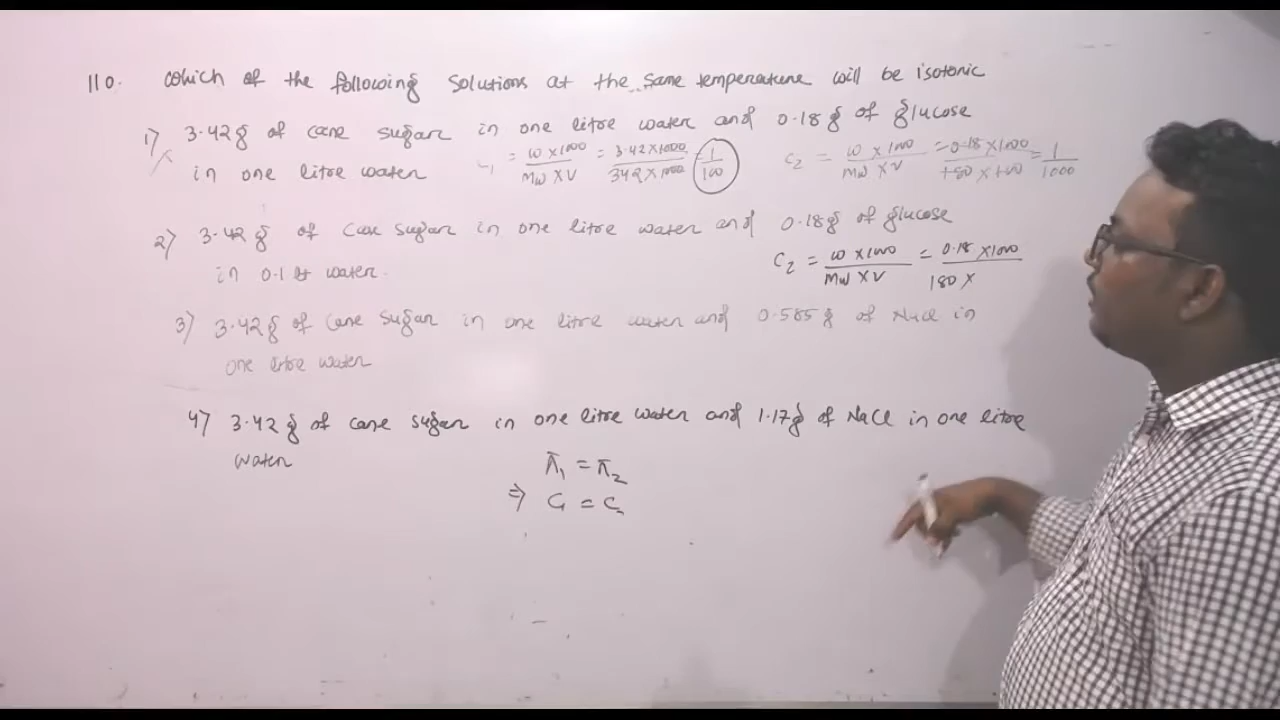 110. Which of the following solutions at the same temperature will be isotonic
1) 3.42 g of cane sugar in one litre water and 0.18 g of glucose
in one litre water C1 = W×1000/MW×V = 3.42×1000/342×1000 = 1/100 C2 = W×1000/MW×V = 0.18×1000/180×1000 = 1/1000
2) 3.42 g of Cane sugar in one litre water and 0.18 g of glucose
in 0.1 lt water. C2 = W×1000/MW×V = 0.18×1000/180×
3) 3.42 g of Cane sugar in one litre water and 0.585 g of NaCl in
one litre water
4) 3.42 g of cane sugar in one litre water and 1.17 g of NaCl in one litre
water
π1 = π2
⇒ C1 = C2